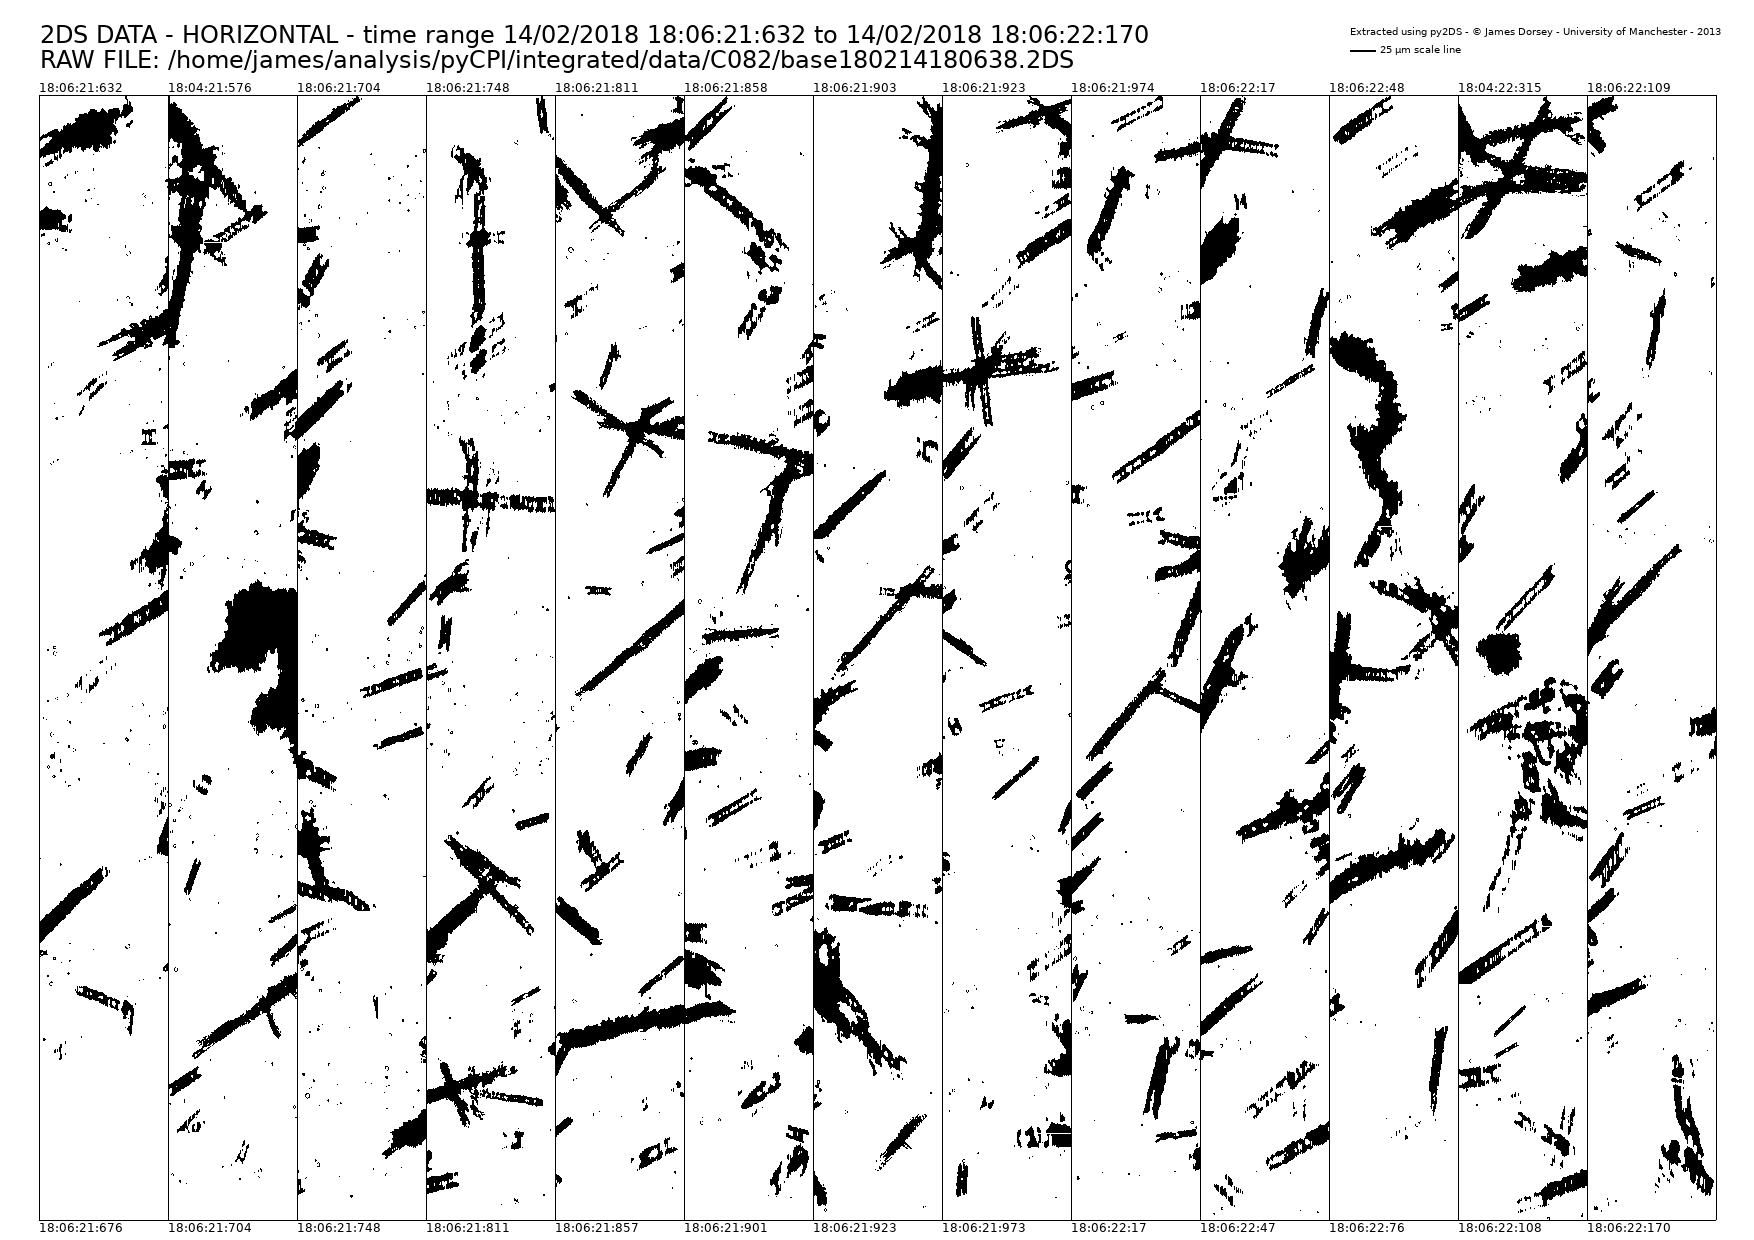 2DS DATA - HORIZONTAL - time range 14/02/2018 18:06:21:632 to 14/02/2018 18:06:22:170
RAW FILE: /home/james/analysis/pyCPI/integrated/data/C082/base180214180638.2DS
Extracted using py2DS - © James Dorsey - University of Manchester - 2013
25 µm scale line
18:06:21:632 18:04:21:576 18:06:21:704 18:06:21:748 18:06:21:811 18:06:21:858 18:06:21:903 18:06:21:923 18:06:21:974 18:06:22:17 18:06:22:48 18:04:22:315 18:06:22:109
18:06:21:676 18:06:21:704 18:06:21:748 18:06:21:811 18:06:21:857 18:06:21:901 18:06:21:923 18:06:21:973 18:06:22:17 18:06:22:47 18:06:22:76 18:06:22:108 18:06:22:170